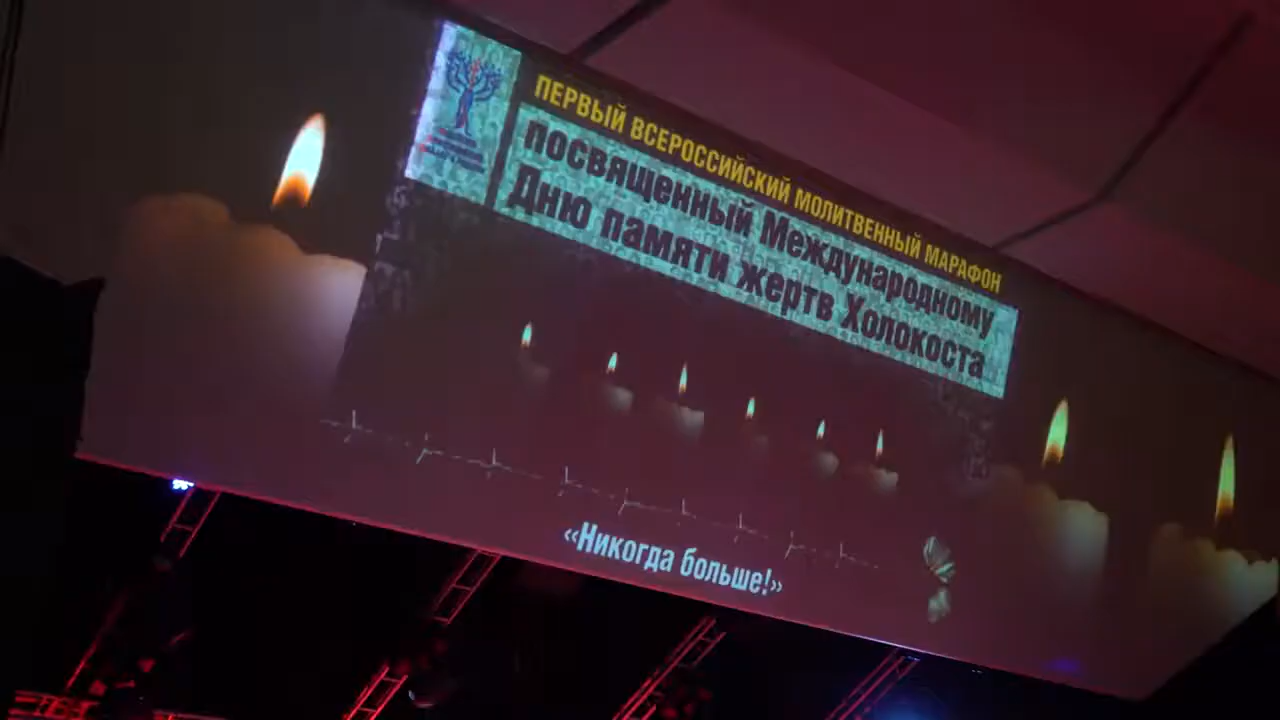 ПЕРВЫЙ ВСЕРОССИЙСКИЙ МОЛИТВЕННЫЙ МАРАФОН
посвященный Международному
Дню памяти жертв Холокоста
«Никогда больше!»